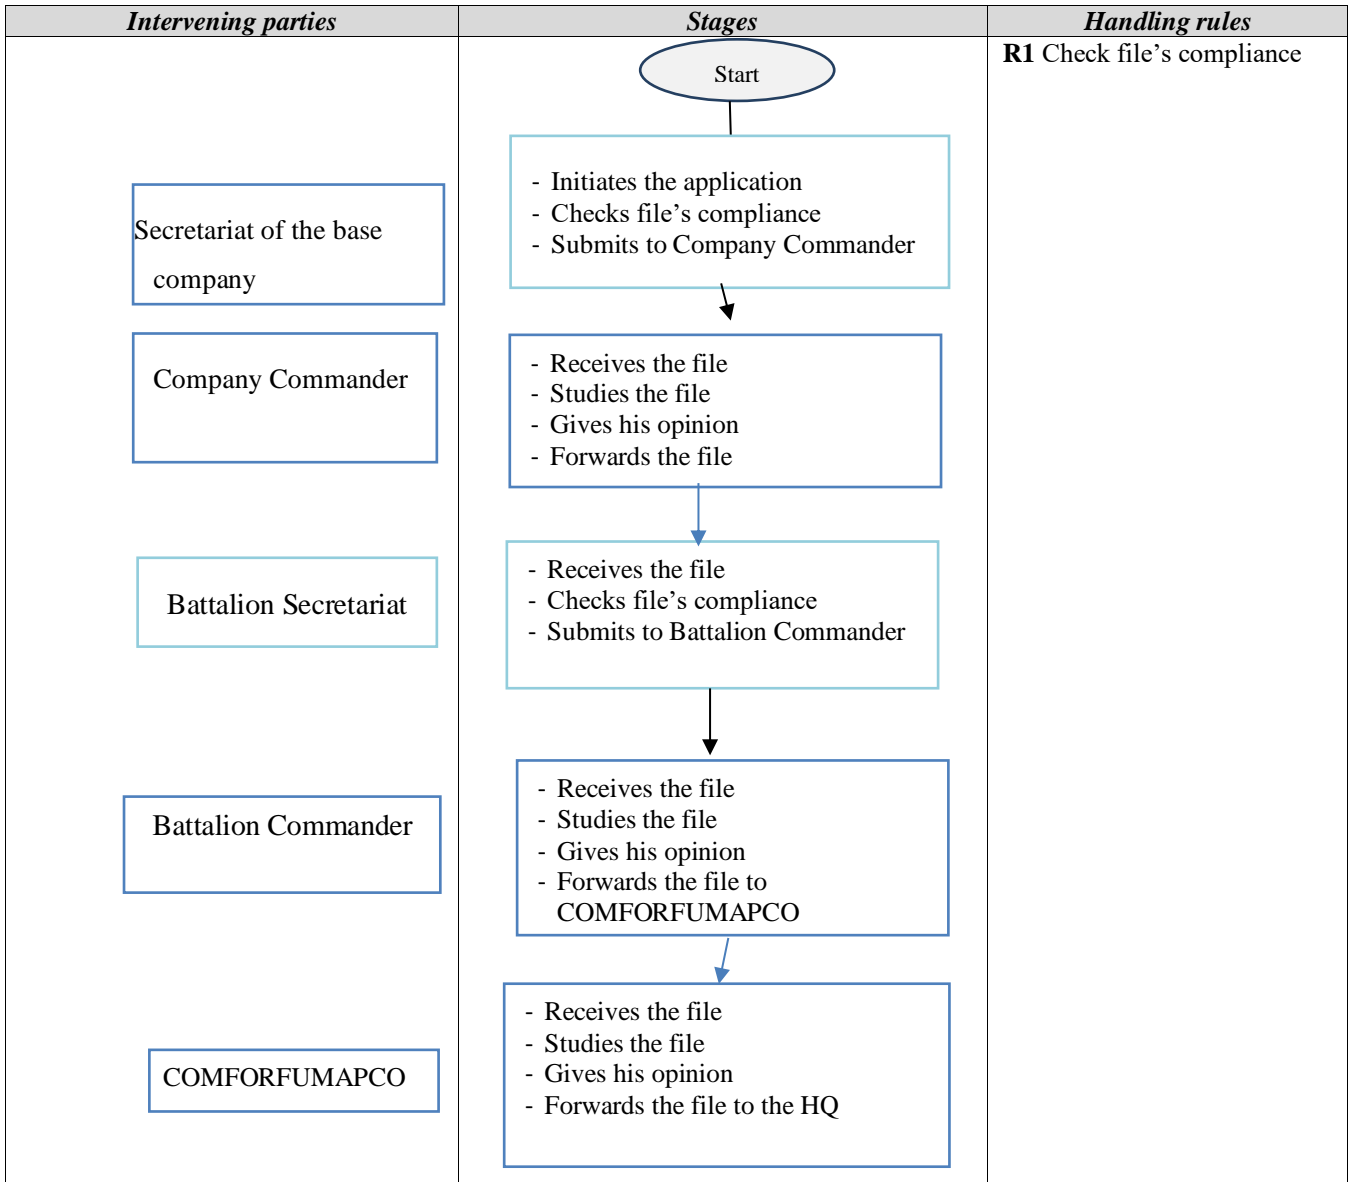 Intervening parties
Stages
Handling rules
Start
R1 Check file’s compliance
Secretariat of the base
company
- Initiates the application
- Checks file’s compliance
- Submits to Company Commander
Company Commander
- Receives the file
- Studies the file
- Gives his opinion
- Forwards the file
Battalion Secretariat
- Receives the file
- Checks file’s compliance
- Submits to Battalion Commander
Battalion Commander
- Receives the file
- Studies the file
- Gives his opinion
- Forwards the file to
COMFORFUMAPCO
COMFORFUMAPCO
- Receives the file
- Studies the file
- Gives his opinion
- Forwards the file to the HQ